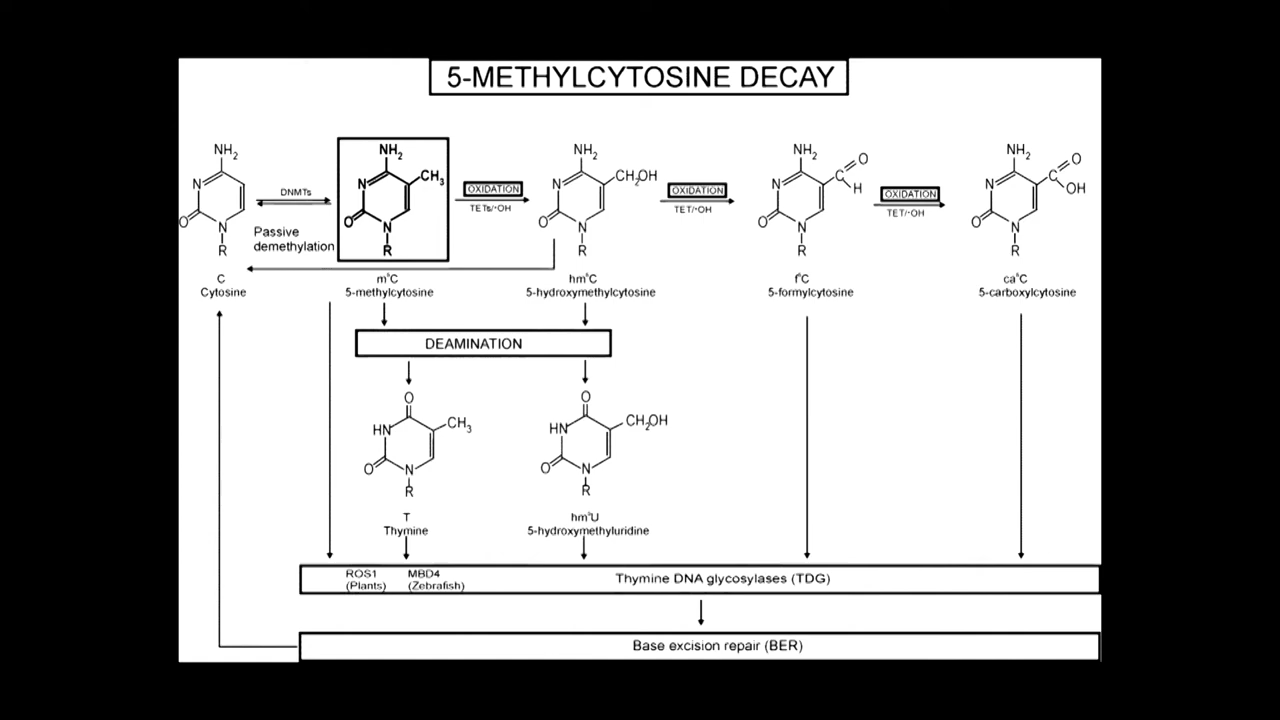 5-METHYLCYTOSINE DECAY
NH2
N
O
N
R
DNMTs
Passive
demethylation
NH2
CH3
N
O
N
R
OXIDATION
TETs/·OH
NH2
CH2OH
N
O
N
R
OXIDATION
TET/·OH
NH2
O
C
H
N
O
N
R
OXIDATION
TET/·OH
NH2
O
C
OH
N
O
N
R
C
Cytosine
m⁵C
5-methylcytosine
hm⁵C
5-hydroxymethylcytosine
f⁵C
5-formylcytosine
ca⁵C
5-carboxylcytosine
DEAMINATION
O
CH3
HN
O
N
R
O
CH2OH
HN
O
N
R
T
Thymine
hm⁵U
5-hydroxymethyluridine
ROS1
(Plants)
MBD4
(Zebrafish)
Thymine DNA glycosylases (TDG)
Base excision repair (BER)